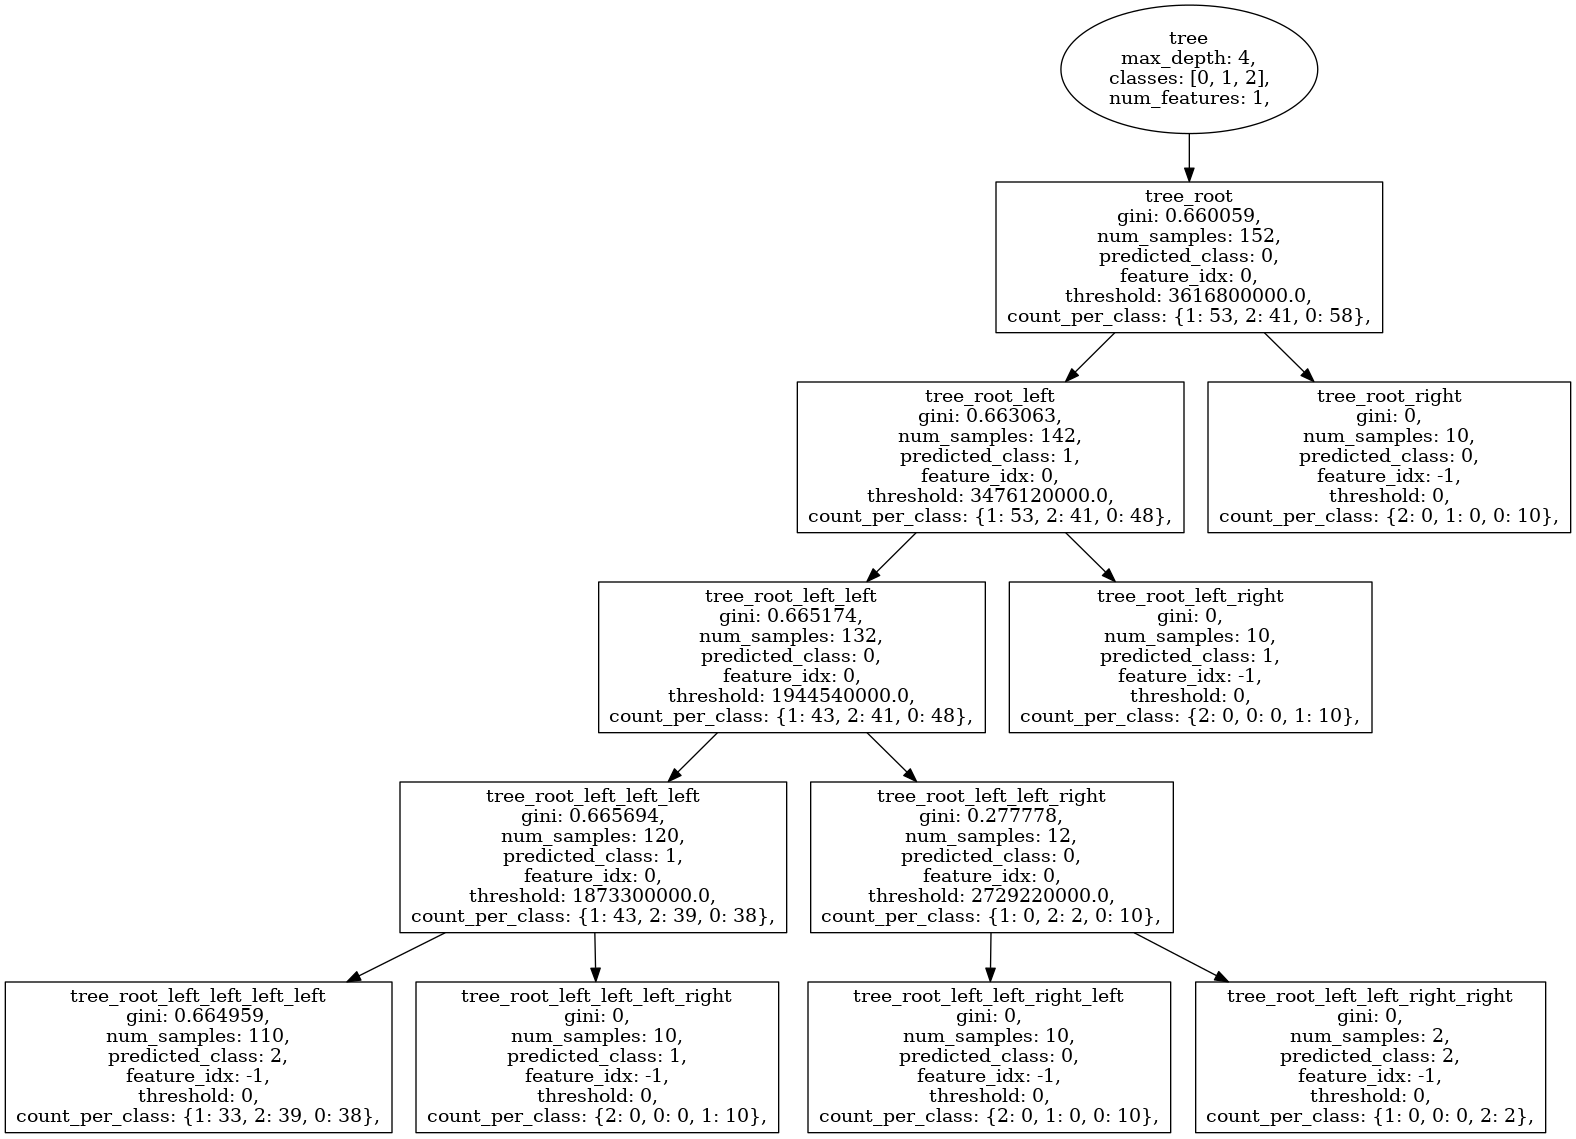 tree
max_depth: 4,
classes: [0, 1, 2],
num_features: 1,
tree_root
gini: 0.660059,
num_samples: 152,
predicted_class: 0,
feature_idx: 0,
threshold: 3616800000.0,
count_per_class: {1: 53, 2: 41, 0: 58},
tree_root_left
gini: 0.663063,
num_samples: 142,
predicted_class: 1,
feature_idx: 0,
threshold: 3476120000.0,
count_per_class: {1: 53, 2: 41, 0: 48},
tree_root_right
gini: 0,
num_samples: 10,
predicted_class: 0,
feature_idx: -1,
threshold: 0,
count_per_class: {2: 0, 1: 0, 0: 10},
tree_root_left_left
gini: 0.665174,
num_samples: 132,
predicted_class: 0,
feature_idx: 0,
threshold: 1944540000.0,
count_per_class: {1: 43, 2: 41, 0: 48},
tree_root_left_right
gini: 0,
num_samples: 10,
predicted_class: 1,
feature_idx: -1,
threshold: 0,
count_per_class: {2: 0, 0: 0, 1: 10},
tree_root_left_left_left
gini: 0.665694,
num_samples: 120,
predicted_class: 1,
feature_idx: 0,
threshold: 1873300000.0,
count_per_class: {1: 43, 2: 39, 0: 38},
tree_root_left_left_right
gini: 0.277778,
num_samples: 12,
predicted_class: 0,
feature_idx: 0,
threshold: 2729220000.0,
count_per_class: {1: 0, 2: 2, 0: 10},
tree_root_left_left_left_left
gini: 0.664959,
num_samples: 110,
predicted_class: 2,
feature_idx: -1,
threshold: 0,
count_per_class: {1: 33, 2: 39, 0: 38},
tree_root_left_left_left_right
gini: 0,
num_samples: 10,
predicted_class: 1,
feature_idx: -1,
threshold: 0,
count_per_class: {2: 0, 0: 0, 1: 10},
tree_root_left_left_right_left
gini: 0,
num_samples: 10,
predicted_class: 0,
feature_idx: -1,
threshold: 0,
count_per_class: {2: 0, 1: 0, 0: 10},
tree_root_left_left_right_right
gini: 0,
num_samples: 2,
predicted_class: 2,
feature_idx: -1,
threshold: 0,
count_per_class: {1: 0, 0: 0, 2: 2},